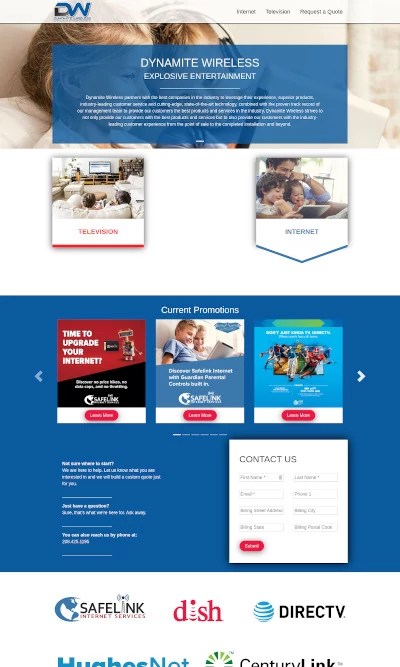 DW
Internet Television Request a Quote
DYNAMITE WIRELESS
EXPLOSIVE ENTERTAINMENT
Dynamite Wireless partners with the best companies in the industry to leverage their experience, superior products,
industry-leading customer service and cutting-edge, state-of-the-art technology, combined with the proven track record of
our management team to provide our customers the best products and services in the industry. Dynamite Wireless strives to
not only provide our customers with the best products and services but to also provide our customers with the industry-
leading customer experience from the point of sale to the completed installation and beyond.
TELEVISION
INTERNET
Current Promotions
TIME TO
UPGRADE
YOUR
INTERNET?
Discover no price hikes, no
data caps, and no throttling.
SAFELINK
INTERNET SERVICES
Learn More
Discover Safelink Internet
with Guardian Parental
Controls built in.
SAFELINK
INTERNET SERVICES
Learn More
DON'T JUST KINDA TV. DIRECTV.
Learn More
Not sure where to start?
We are here to help. Let us know what you are
interested in and we will build a custom quote just
for you.
Just have a question?
Sure, that's what we're here for. Ask away.
You can also reach us by phone at:
CONTACT US
First Name * Last Name *
Email * Phone 1
Billing Street Address Billing City
Billing State Billing Postal Code
Submit
SAFELINK
INTERNET SERVICES
dish
DIRECTV
HughesNet
CenturyLink™